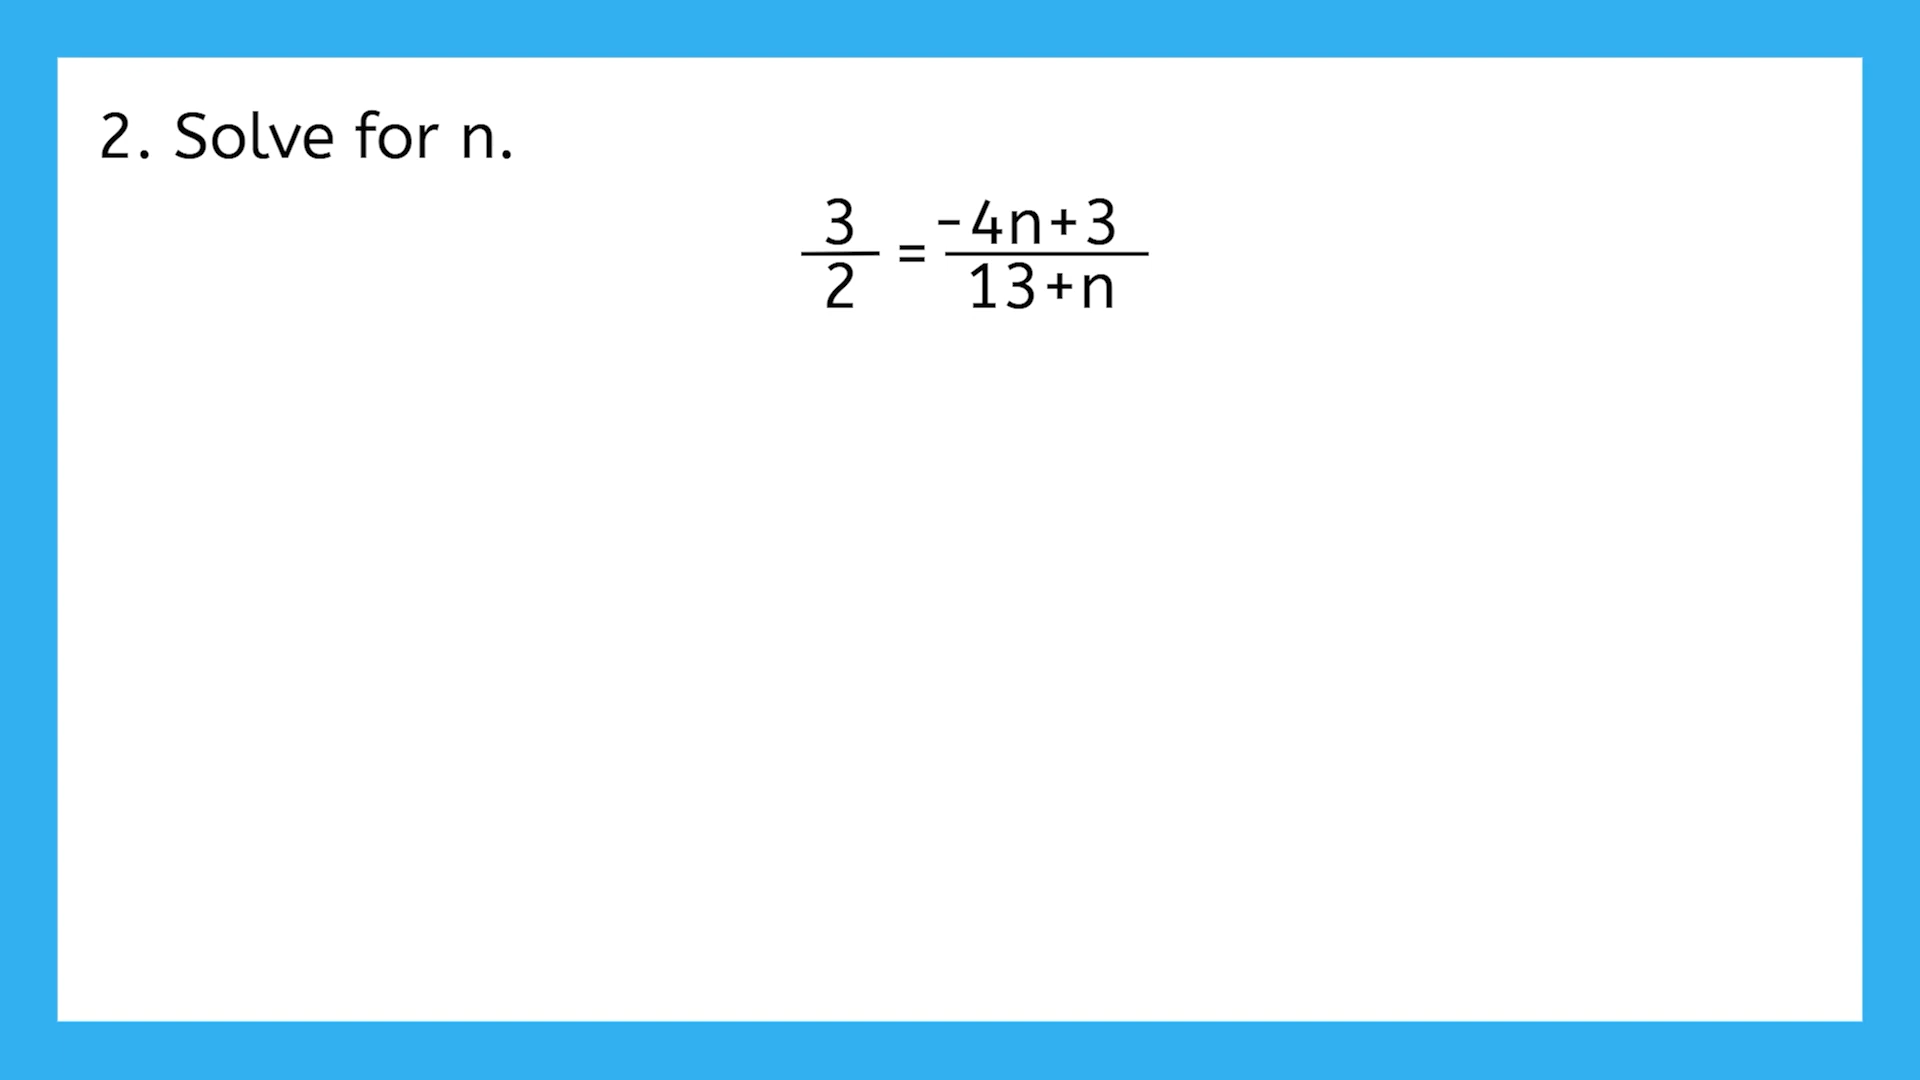 2. Solve for n.
3/2 = -4n+3/13+n